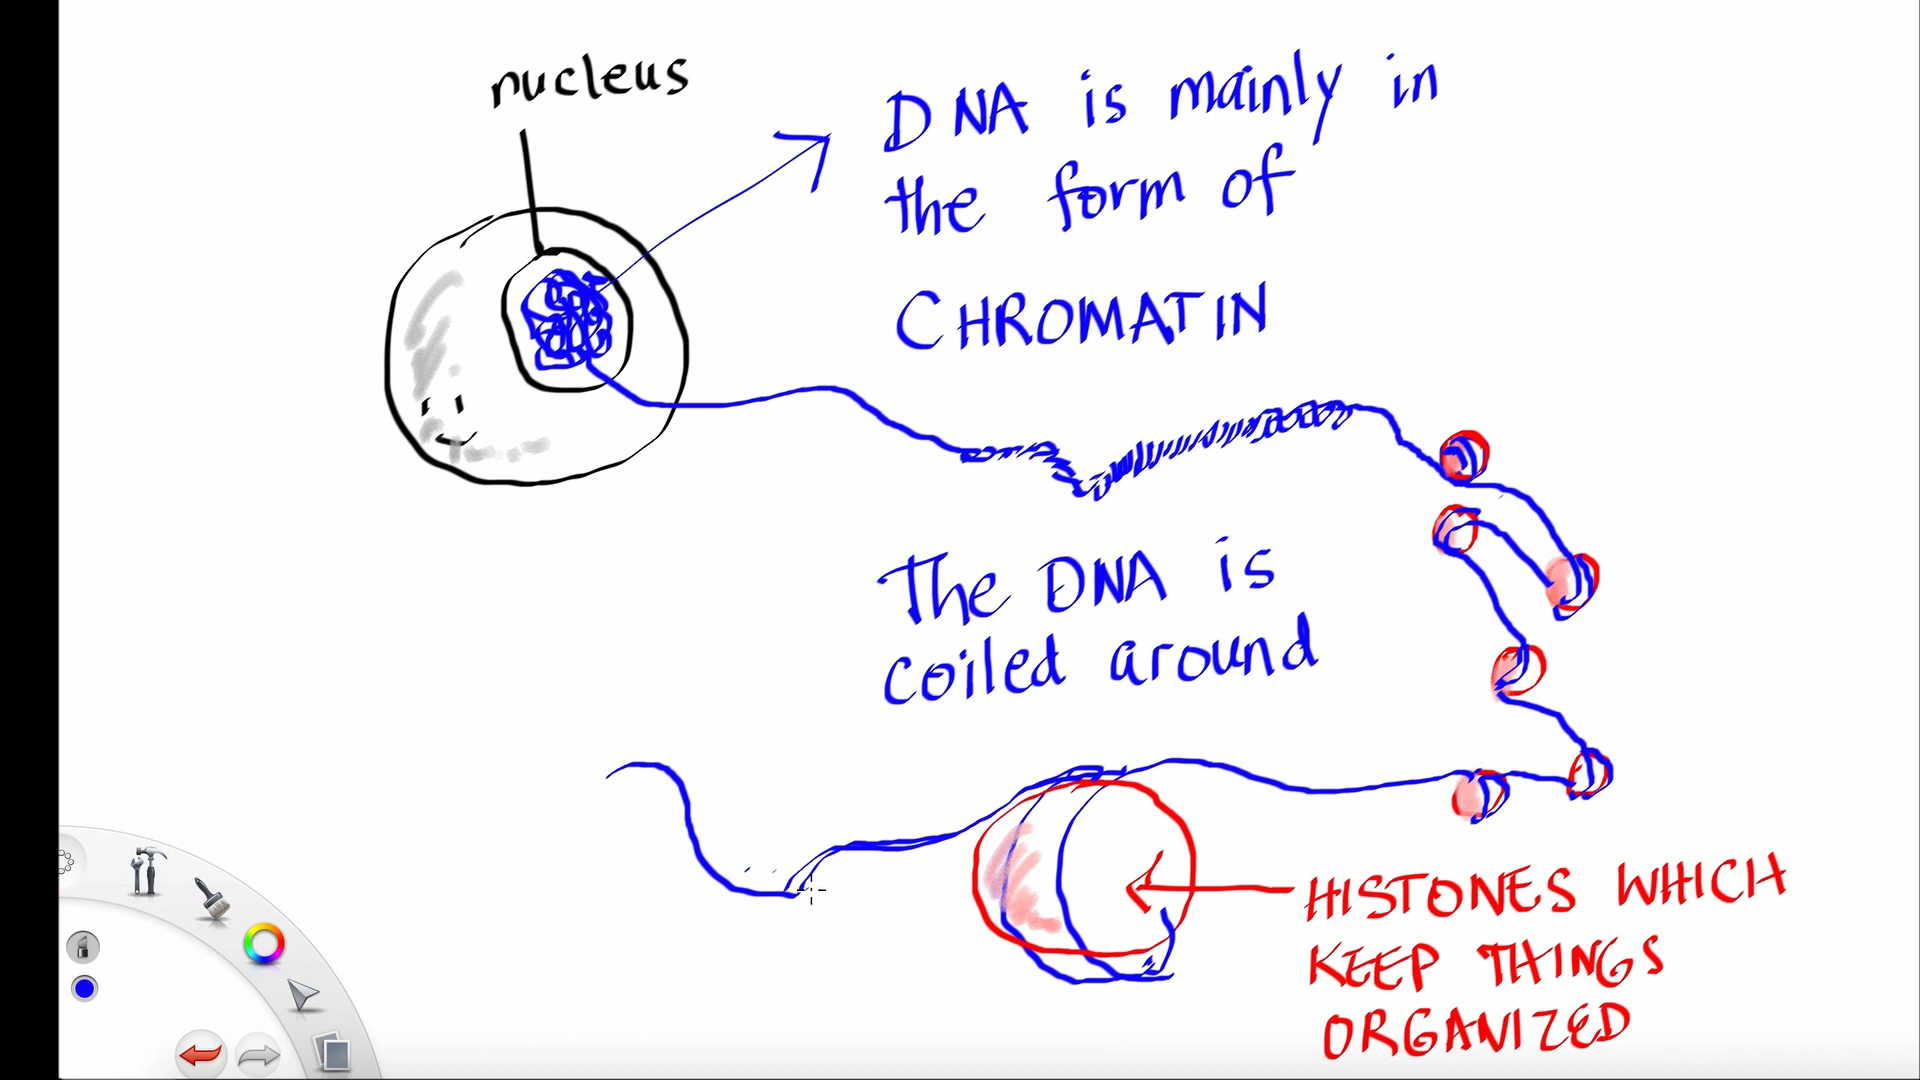 nucleus
DNA is mainly in
the form of
CHROMATIN
The DNA is
coiled around
HISTONES WHICH
KEEP THINGS
ORGANIZED